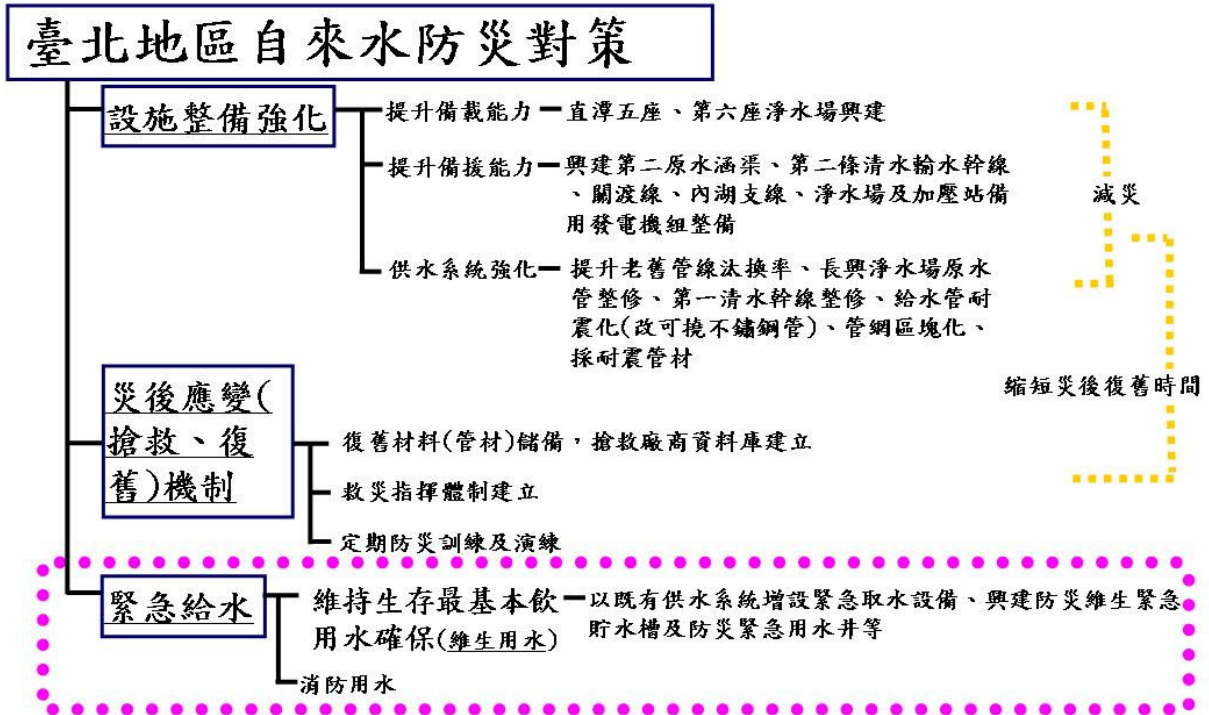 臺北地區自來水防災對策
設施整備強化
提升備載能力
直潭五座、第六座淨水場興建
提升備援能力
興建第二原水涵渠、第二條清水輸水幹線
、關渡線、內湖支線、淨水場及加壓站備
用發電機組整備
減災
供水系統強化
提升老舊管線汰換率、長興淨水場原水
管整修、第一清水幹線整修、給水管耐
震化(改可撓不鏽鋼管)、管網區塊化、
採耐震管材
縮短災後復舊時間
災後應變(
搶救、復
舊)機制
復舊材料(管材)儲備，搶救廠商資料庫建立
救災指揮體制建立
定期防災訓練及演練
緊急給水
維持生存最基本飲
用水確保(維生用水)
以既有供水系統增設緊急取水設備、興建防災維生緊急
貯水槽及防災緊急用水井等
消防用水